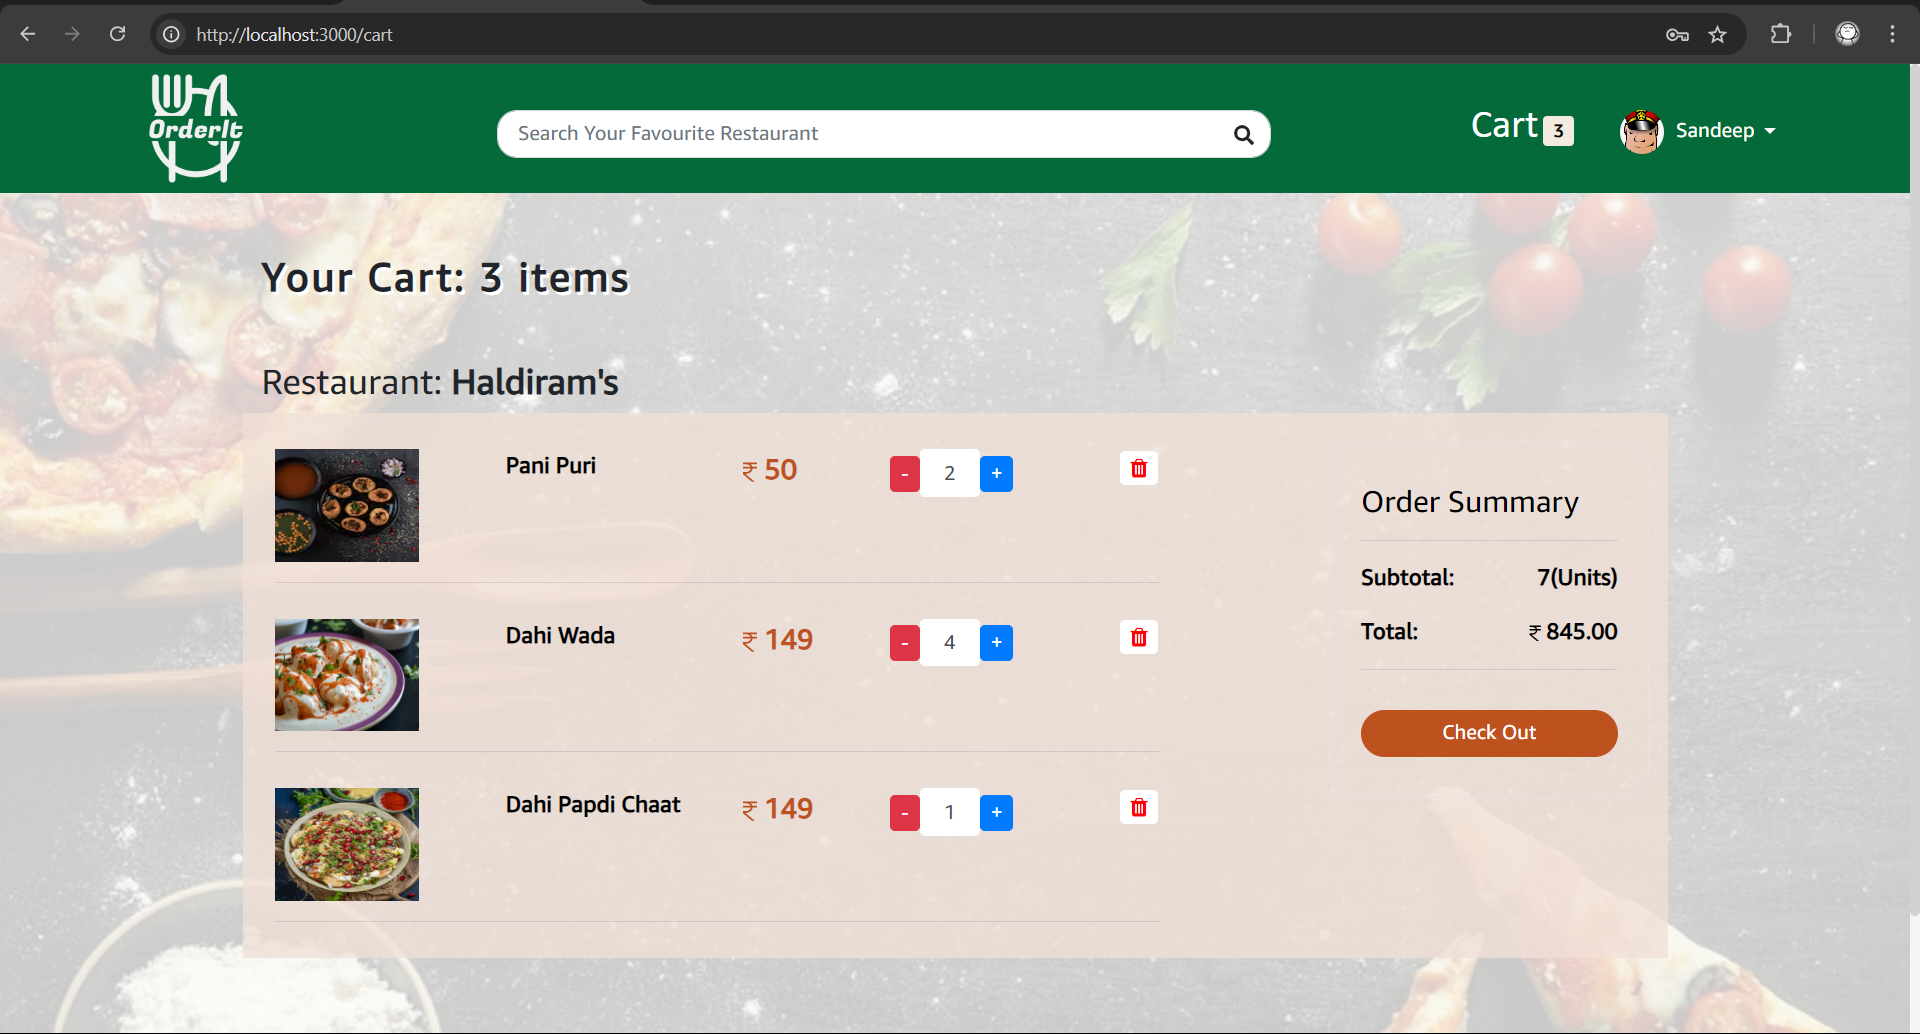 http://localhost:3000/cart
OrderIt
Search Your Favourite Restaurant
Cart 3
Sandeep
Your Cart: 3 items
Restaurant: Haldiram's
Pani Puri ₹ 50 - 2 +
Dahi Wada ₹ 149 - 4 +
Dahi Papdi Chaat ₹ 149 - 1 +
Order Summary
Subtotal: 7(Units)
Total: ₹ 845.00
Check Out